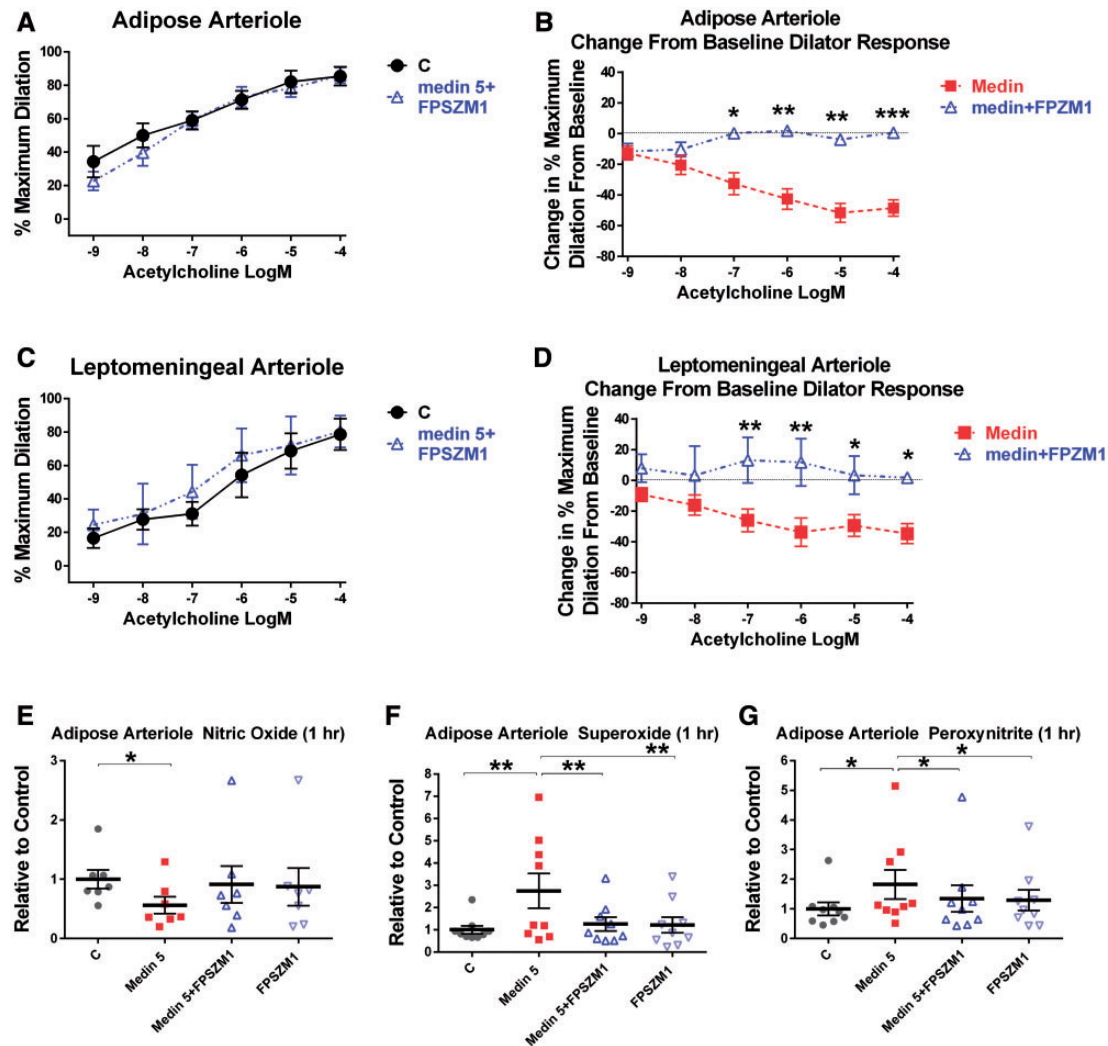 A
Adipose Arteriole
% Maximum Dilation
100
80
60
40
20
0
-9 -8 -7 -6 -5 -4
Acetylcholine LogM
C
medin 5+
FPSZM1
B
Adipose Arteriole
Change From Baseline Dilator Response
Change in % Maximum
Dilation From Baseline
40
20
0
-20
-40
-60
-80
* ** ** ***
-9 -8 -7 -6 -5 -4
Acetylcholine LogM
Medin
medin+FPZM1
C
Leptomeningeal Arteriole
% Maximum Dilation
100
80
60
40
20
0
-9 -8 -7 -6 -5 -4
Acetylcholine LogM
C
medin 5+
FPSZM1
D
Leptomeningeal Arteriole
Change From Baseline Dilator Response
Change in % Maximum
Dilation From Baseline
40
20
0
-20
-40
-60
-80
** ** * *
-9 -8 -7 -6 -5 -4
Acetylcholine LogM
Medin
medin+FPZM1
E
Adipose Arteriole Nitric Oxide (1 hr)
Relative to Control
3
2
1
0
*
C
Medin 5
Medin 5+FPSZM1
FPSZM1
F
Adipose Arteriole Superoxide (1 hr)
Relative to Control
8
7
6
5
4
3
2
1
0
**
** **
C
Medin 5
Medin 5+FPSZM1
FPSZM1
G
Adipose Arteriole Peroxynitrite (1 hr)
Relative to Control
6
5
4
3
2
1
0
*
* *
C
Medin 5
Medin 5+FPSZM1
FPSZM1